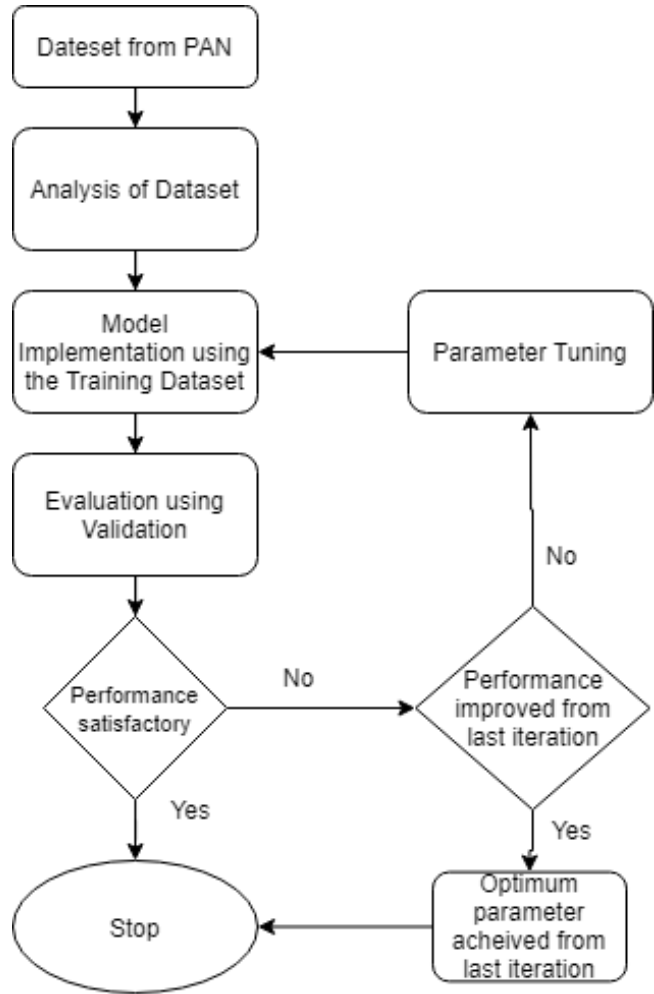 Dateset from PAN
Analysis of Dataset
Model
Implementation using
the Training Dataset
Parameter Tuning
Evaluation using
Validation
No
Performance
satisfactory
No
Performance
improved from
last iteration
Yes
Yes
Stop
Optimum
parameter
acheived from
last iteration